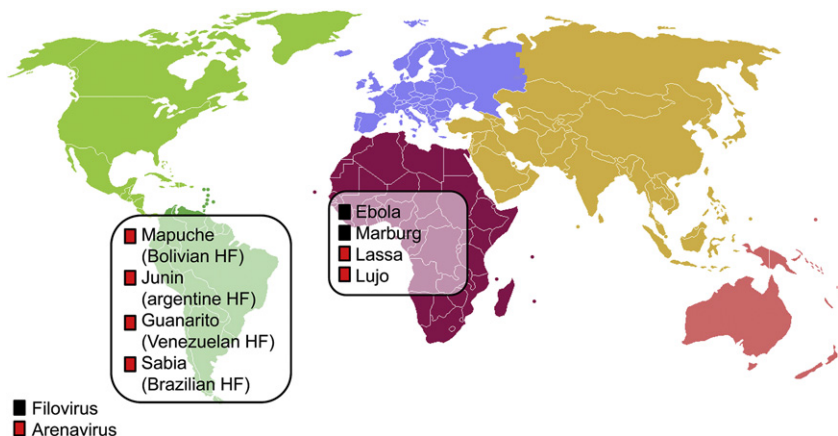 Mapuche
(Bolivian HF)
Junin
(argentine HF)
Guanarito
(Venezuelan HF)
Sabia
(Brazilian HF)
Ebola
Marburg
Lassa
Lujo
Filovirus
Arenavirus